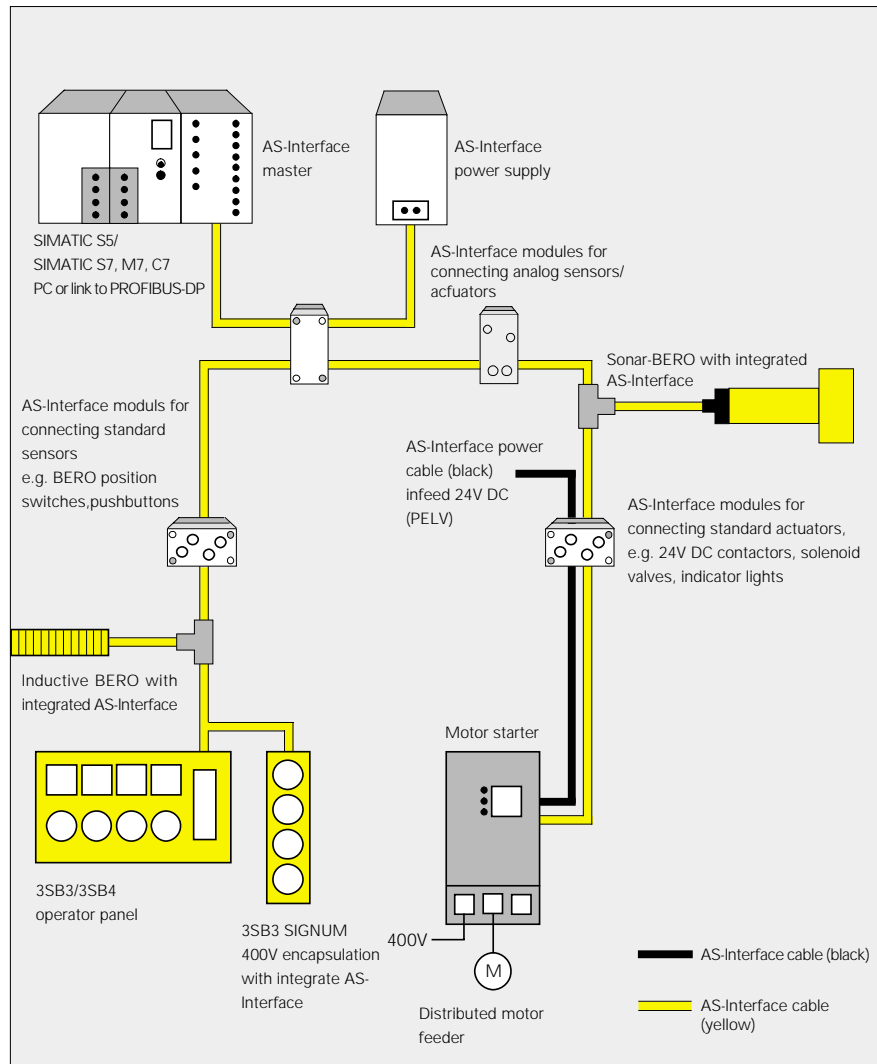 AS-Interface
master
AS-Interface
power supply
SIMATIC S5/
SIMATIC S7, M7, C7
PC or link to PROFIBUS-DP
AS-Interface modules for
connecting analog sensors/
acfuators
Sonar-BERO with integrated
AS-Interface
AS-Interface moduls for
connecting standard
sensors
e.g. BERO position
switches,pushbuttons
AS-Interface power
cable (black)
infeed 24V DC
(PELV)
AS-Interface modules for
connecting standard actuators,
e.g. 24V DC contactors, solenoid
valves, indicator lights
Inductive BERO with
integrated AS-Interface
Motor starter
3SB3/3SB4
operator panel
3SB3 SIGNUM
400V encapsulation
with integrate AS-
Interface
400V
M
Distributed motor
feeder
AS-Interface cable (black)
AS-Interface cable
(yellow)